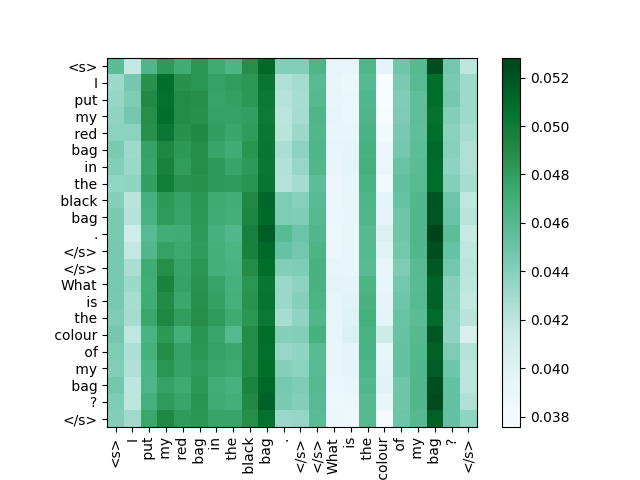 <s>
I
put
my
red
bag
in
the
black
bag
.
</s>
</s>
What
is
the
colour
of
my
bag
?
</s>
<s>
I
put
my
red
bag
in
the
black
bag
.
</s>
</s>
What
is
the
colour
of
my
bag
?
</s>
0.052
0.050
0.048
0.046
0.044
0.042
0.040
0.038